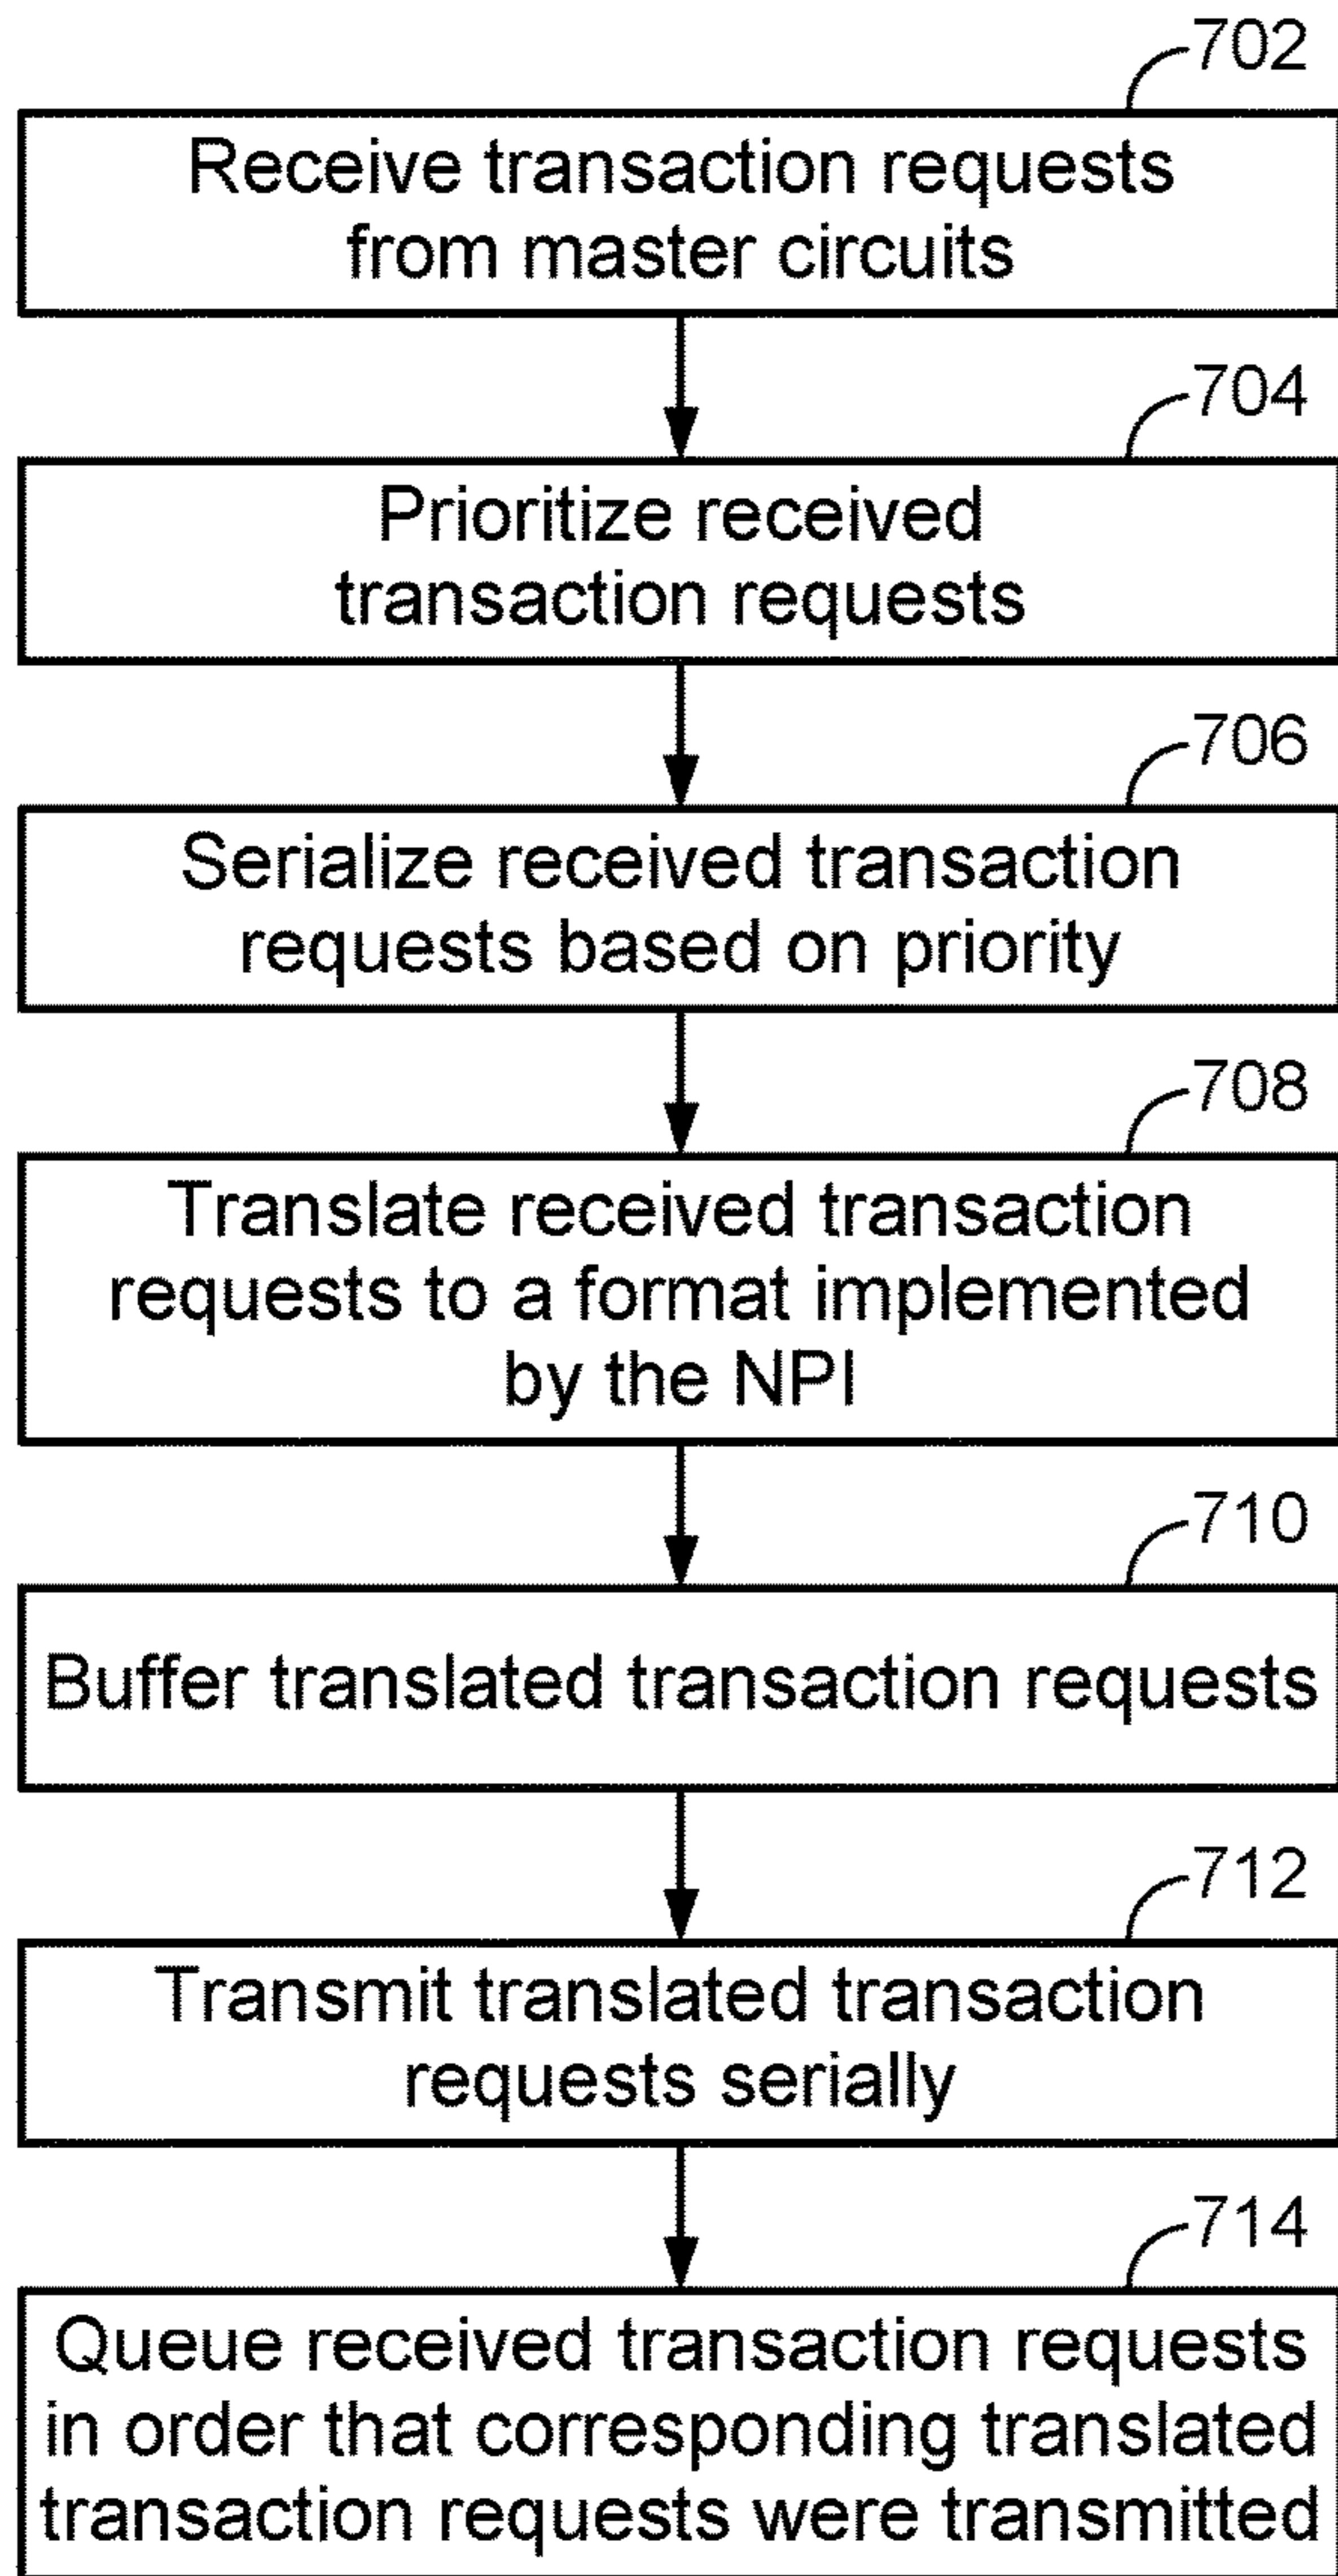 702
Receive transaction requests
from master circuits
704
Prioritize received
transaction requests
706
Serialize received transaction
requests based on priority
708
Translate received transaction
requests to a format implemented
by the NPI
710
Buffer translated transaction requests
712
Transmit translated transaction
requests serially
714
Queue received transaction requests
in order that corresponding translated
transaction requests were transmitted